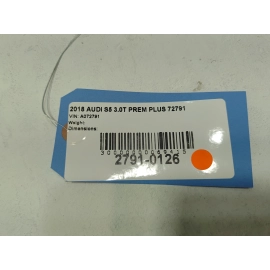 2018 AUDI S5 3.0T PREM PLUS 72791
VIN: A072791
Weight:
Dimensions:
2791-0126